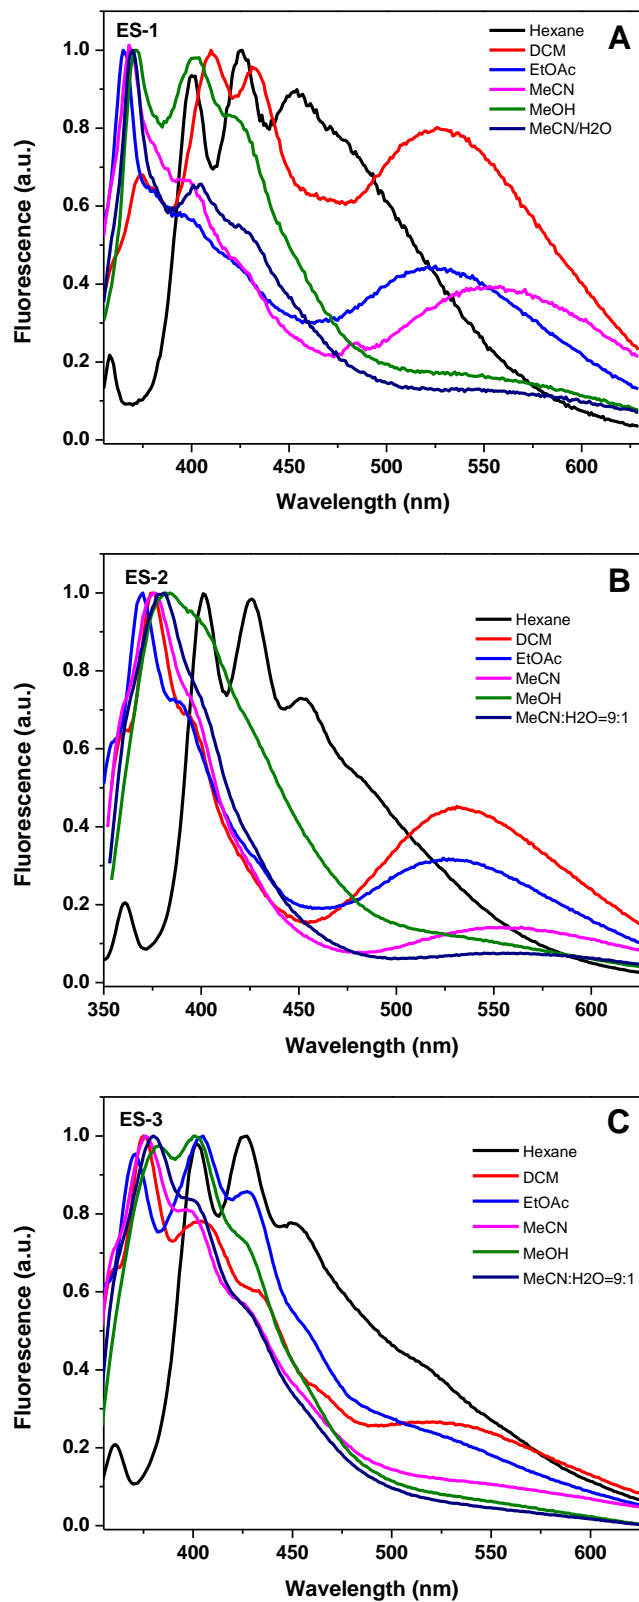 ES-1
A
Hexane
DCM
EtOAc
MeCN
MeOH
MeCN/H2O
1.0
0.8
0.6
0.4
0.2
0.0
Fluorescence (a.u.)
400
450
500
550
600
Wavelength (nm)
ES-2
B
Hexane
DCM
EtOAc
MeCN
MeOH
MeCN:H2O=9:1
1.0
0.8
0.6
0.4
0.2
0.0
Fluorescence (a.u.)
350
400
450
500
550
600
Wavelength (nm)
ES-3
C
Hexane
DCM
EtOAc
MeCN
MeOH
MeCN:H2O=9:1
1.0
0.8
0.6
0.4
0.2
0.0
Fluorescence (a.u.)
400
450
500
550
600
Wavelength (nm)